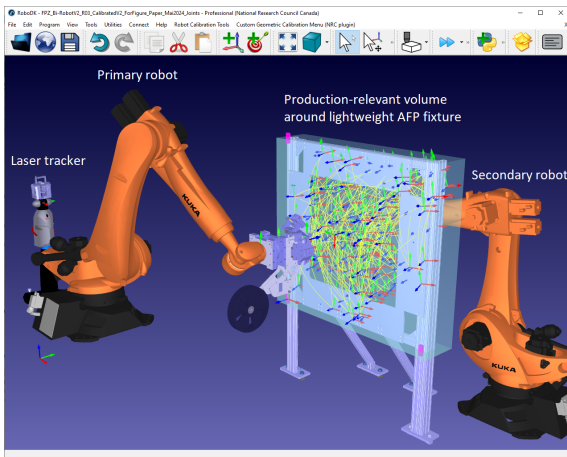 RoboDK - FPZ_BI-RobotV2_R03_CalibratedV2_ForFigure_Paper_Mai2024_Joints - Professional (National Research Council Canada)
File Edit Program View Tools Utilities Connect Help Robot Calibration Tools Custom Geometric Calibration Menu (NRC plugin)
Primary robot
Production-relevant volume
around lightweight AFP fixture
Laser tracker
Secondary robot
KUKA
KUKA